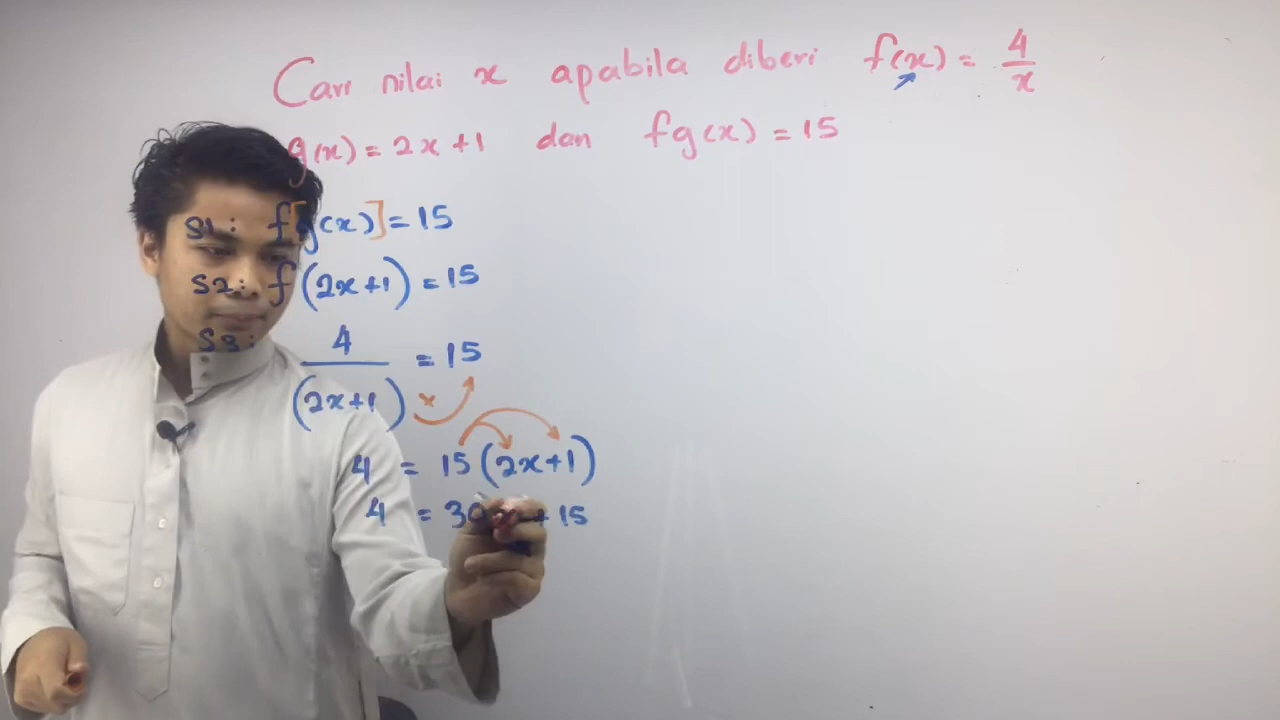 Cari nilai x apabila diberi f(x) = 4/x
g(x) = 2x + 1 dan fg(x) = 15
S1: f[g(x)] = 15
S2: f(2x+1) = 15
S3: 4/(2x+1) = 15
x
4 = 15(2x+1)
4 = 30x + 15